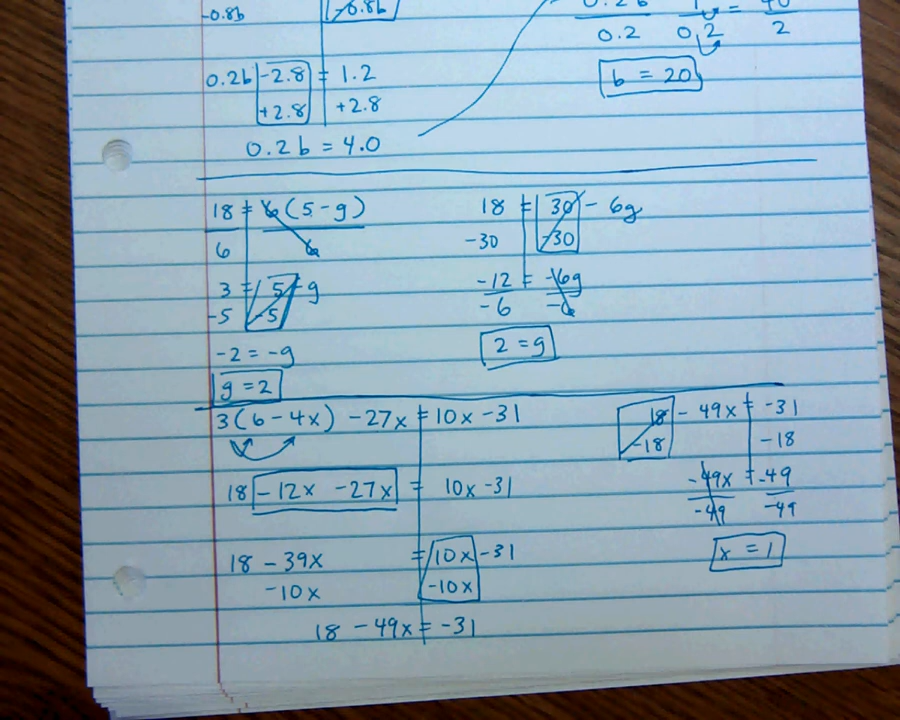 -0.8b -0.8b
0.2b -2.8 = 1.2
+2.8 +2.8
0.2b = 4.0
0.2 0.2 2
b = 20
18 = 6(5-g)
6 6
3 = 5-g
-5 -5
-2 = -g
g = 2
18 = 30 - 6g
-30 -30
-12 = -6g
-6 -6
2 = g
3(6-4x) -27x = 10x -31
18 -12x -27x = 10x -31
18 - 39x = 10x -31
-10x -10x
18 - 49x = -31
18 - 49x = -31
-18 -18
-49x = -49
-49 -49
x = 1